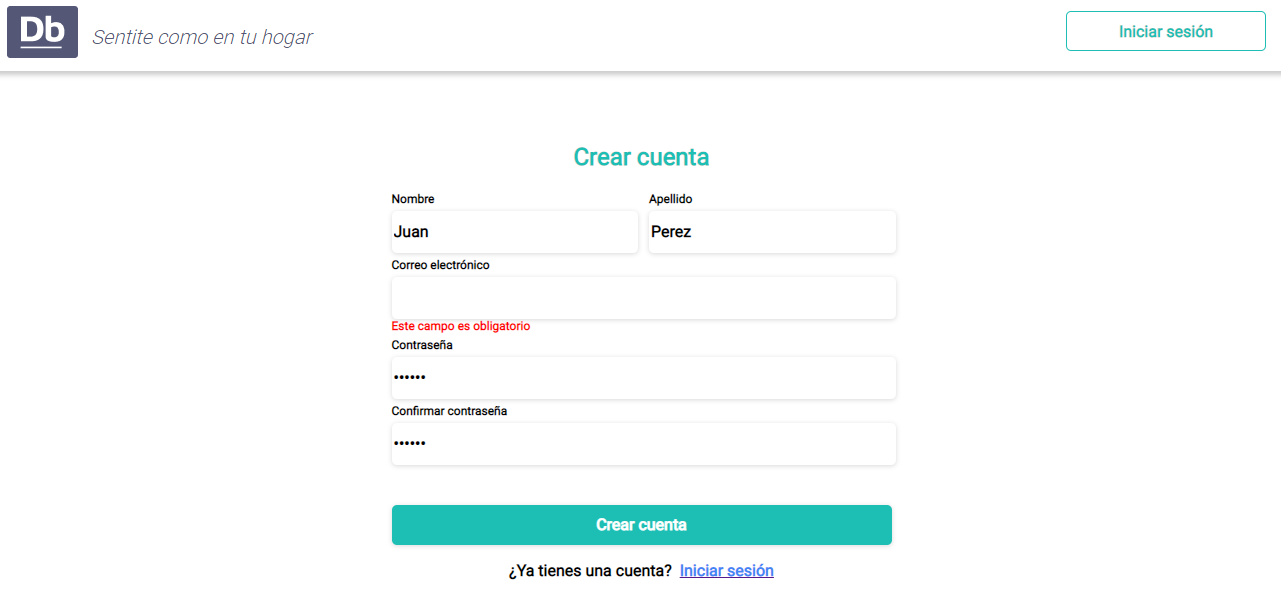 Db
Sentite como en tu hogar
Iniciar sesión
Crear cuenta
Nombre Apellido
Juan Perez
Correo electrónico
Este campo es obligatorio
Contraseña
••••••
Confirmar contraseña
••••••
Crear cuenta
¿Ya tienes una cuenta? Iniciar sesión